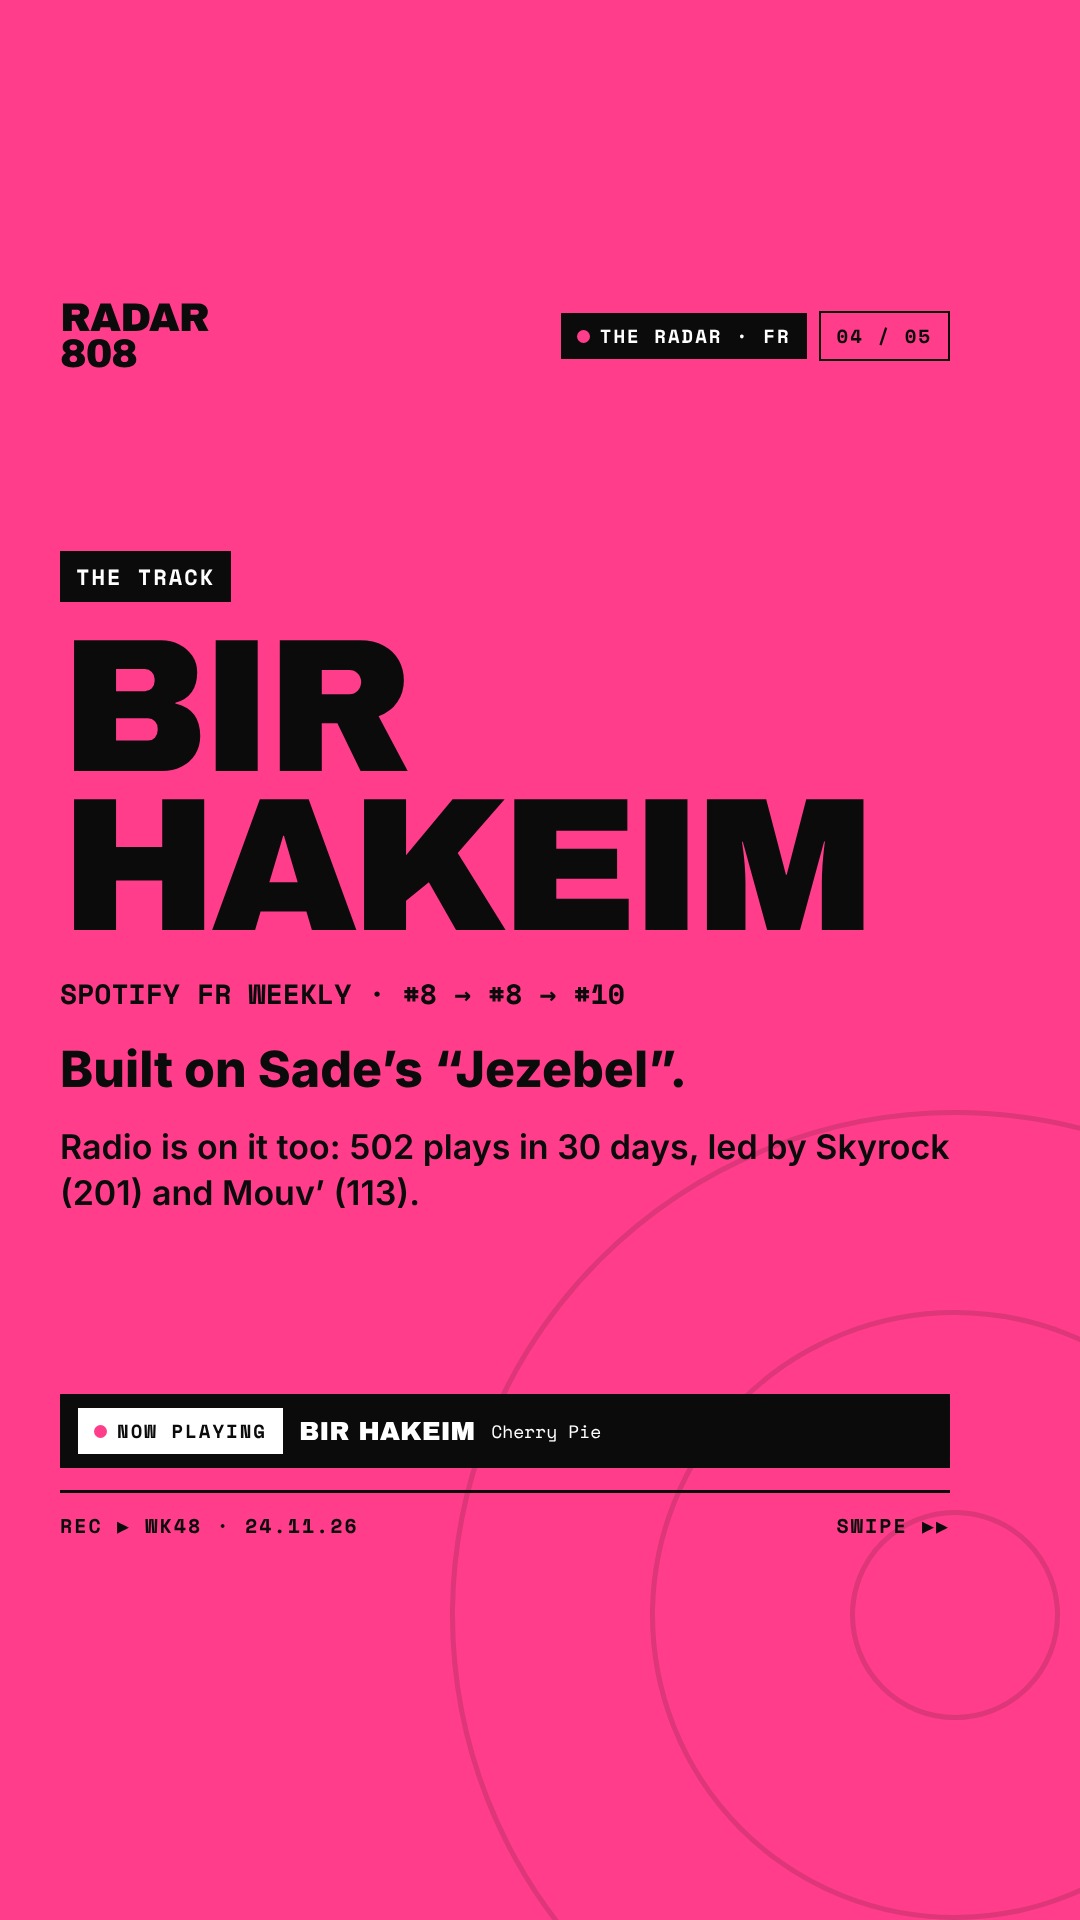 RADAR
808
THE RADAR · FR
04 / 05
THE TRACK
BIR
HAKEIM
SPOTIFY FR WEEKLY · #8 → #8 → #10
Built on Sade’s “Jezebel”.
Radio is on it too: 502 plays in 30 days, led by Skyrock
(201) and Mouv’ (113).
NOW PLAYING BIR HAKEIM Cherry Pie
REC ▶ WK48 · 24.11.26
SWIPE ▶▶